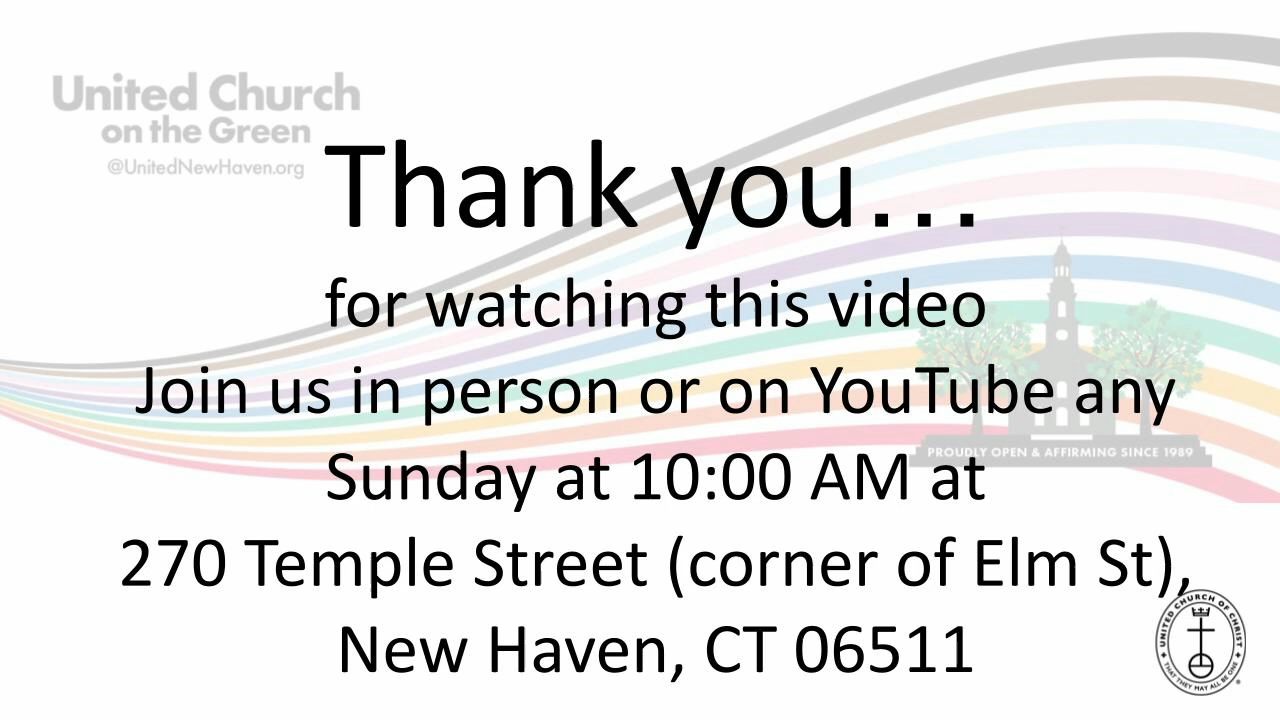 United Church
on the Green
@UnitedNewHaven.org
Thank you…
for watching this video
Join us in person or on YouTube any
Sunday at 10:00 AM at
270 Temple Street (corner of Elm St),
New Haven, CT 06511
PROUDLY OPEN & AFFIRMING SINCE 1989
UNITED CHURCH OF CHRIST
THAT THEY MAY ALL BE ONE
®